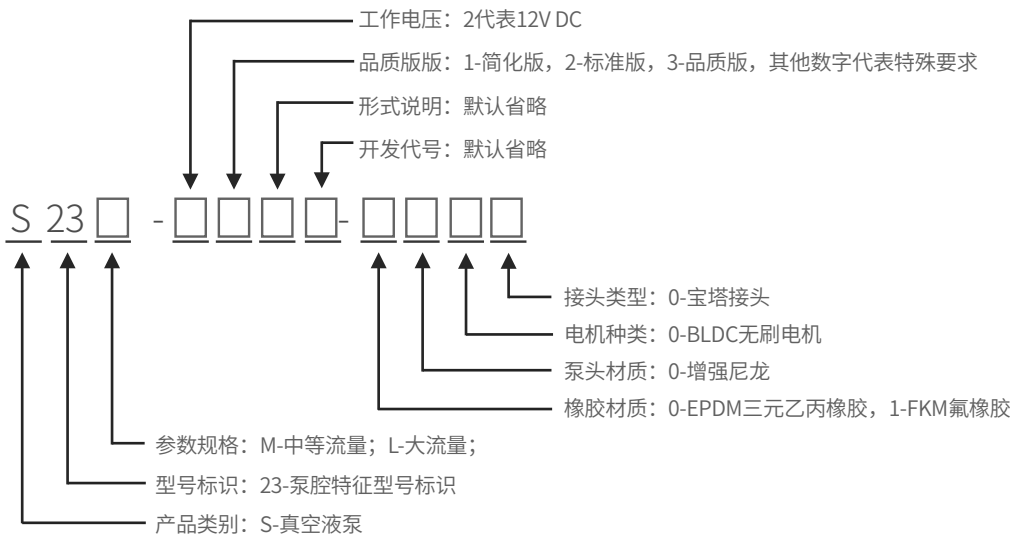 工作电压：2代表12V DC
品质版版：1-简化版，2-标准版，3-品质版，其他数字代表特殊要求
形式说明：默认省略
开发代号：默认省略
S 23□ -□□□□-□□□□
接头类型：0-宝塔接头
电机种类：0-BLDC无刷电机
泵头材质：0-增强尼龙
橡胶材质：0-EPDM三元乙丙橡胶，1-FKM氟橡胶
参数规格：M-中等流量；L-大流量；
型号标识：23-泵腔特征型号标识
产品类别：S-真空液泵